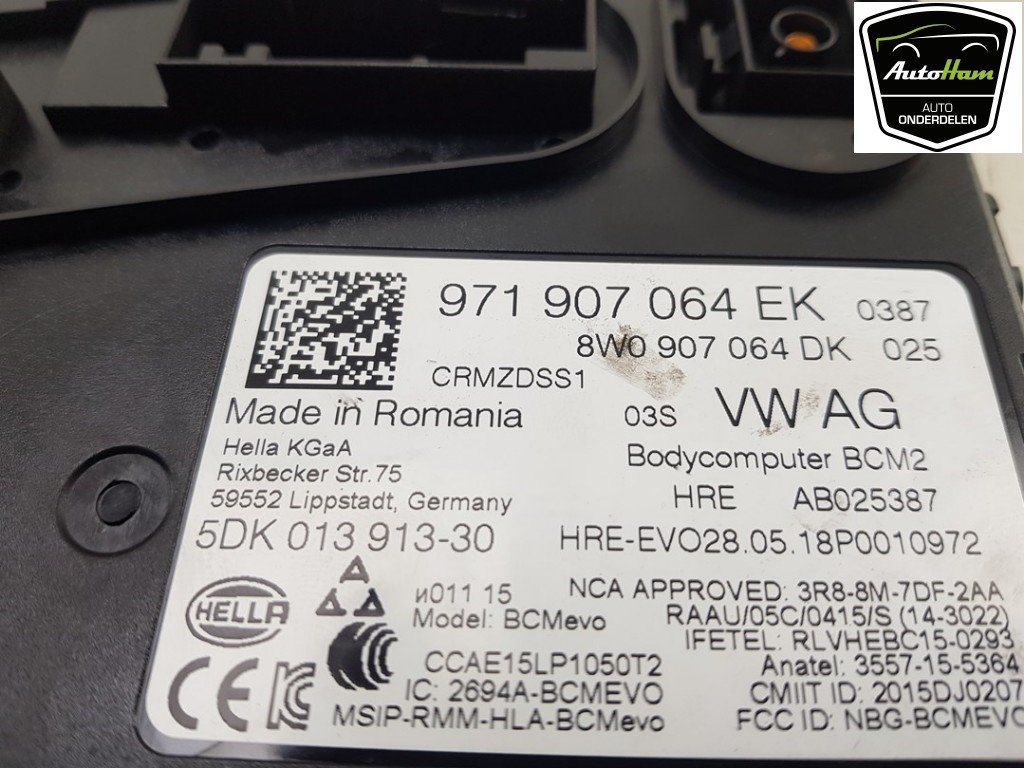 AutoHam
AUTO
ONDERDELEN
971 907 064 EK 0387
8W0 907 064 DK 025
CRMZDSS1
Made in Romania
03S VW AG
Hella KGaA
Rixbecker Str. 75
59552 Lippstadt, Germany
Bodycomputer BCM2
HRE AB025387
5DK 013 913-30
HRE-EVO28.05.18P0010972
HELLA
и011 15
Model: BCMevo
NCA APPROVED: 3R8-8M-7DF-2AA
RAAU/05C/0415/S (14-3022)
IFETEL: RLVHEBC15-0293
CCAE15LP1050T2
Anatel: 3557-15-5364
CE
IC: 2694A-BCMEVO
CMIIT ID: 2015DJ0207
MSIP-RMM-HLA-BCMevo
FCC ID: NBG-BCMEVO